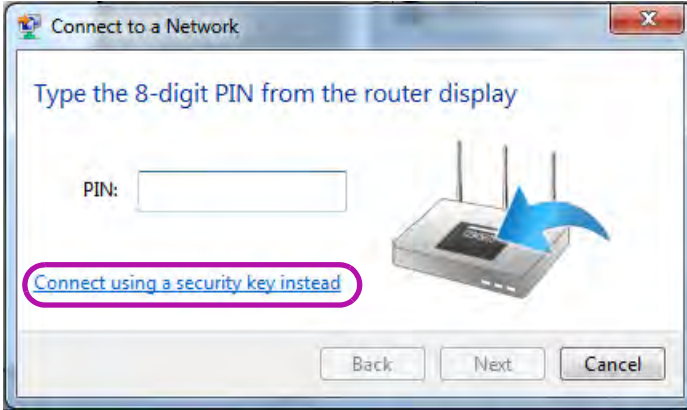 Connect to a Network
Type the 8-digit PIN from the router display
PIN:
Connect using a security key instead
Back Next Cancel